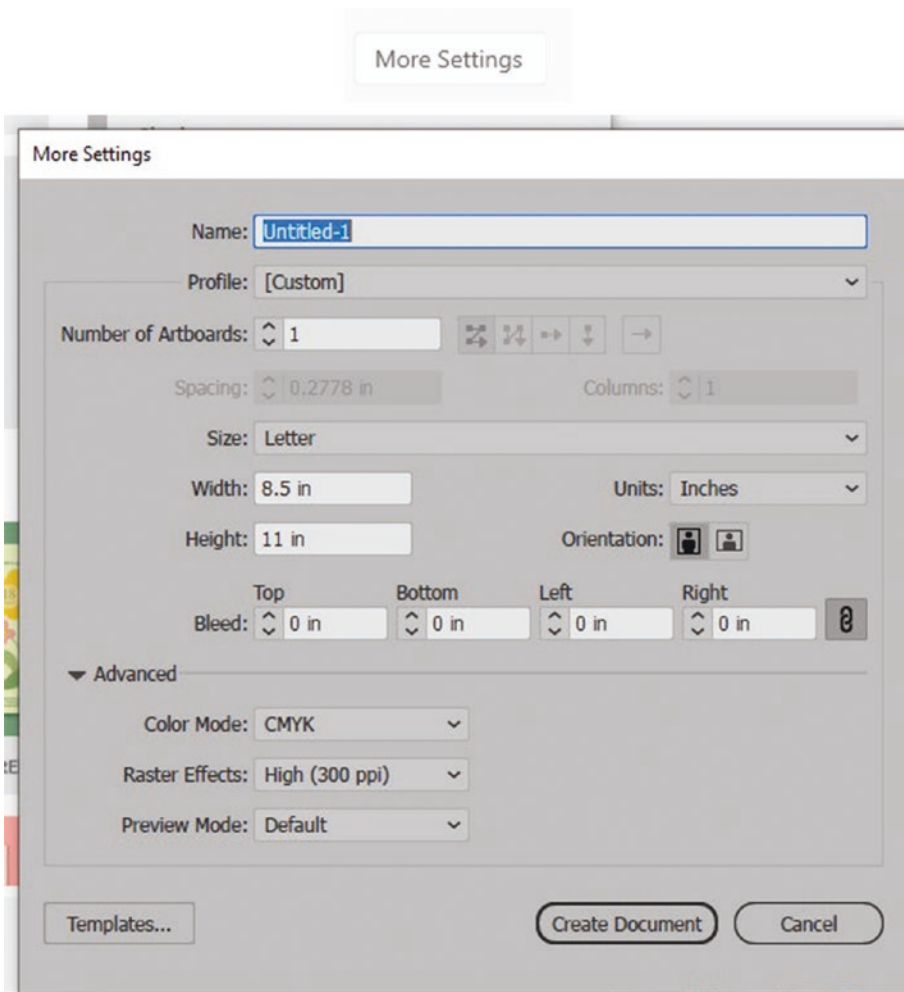 More Settings
More Settings
Name: Untitled-1
Profile: [Custom]
Number of Artboards: 1
Spacing: 0.2778 in Columns: 1
Size: Letter
Width: 8.5 in Units: Inches
Height: 11 in Orientation:
Top Bottom Left Right
Bleed: 0 in 0 in 0 in 0 in
Advanced
Color Mode: CMYK
Raster Effects: High (300 ppi)
Preview Mode: Default
Templates... Create Document Cancel